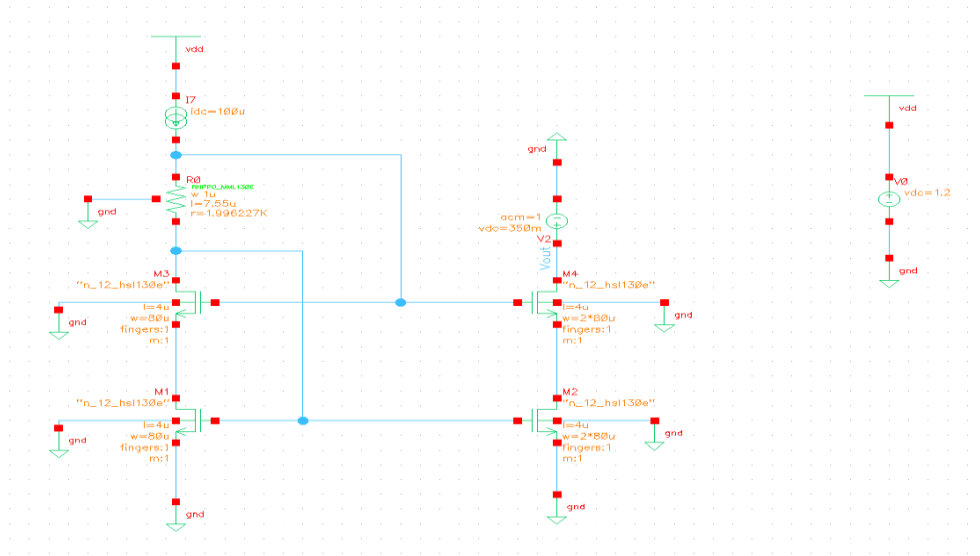 vdd
I7
idc=100u
R0
RNPPO_MML130E
w 1u
l=7.55u
r=1.996227K
gnd
M3
"n_12_hsl130e"
l=4u
w=80u
fingers:1
m:1
gnd
M1
"n_12_hsl130e"
l=4u
w=80u
fingers:1
m:1
gnd
gnd
gnd
acm=1
vdc=350m
V2
Vout
M4
"n_12_hsl130e"
l=4u
w=2*80u
fingers:1
m:1
gnd
M2
"n_12_hsl130e"
l=4u
w=2*80u
fingers:1
m:1
gnd
gnd
vdd
V0
vdc=1.2
gnd